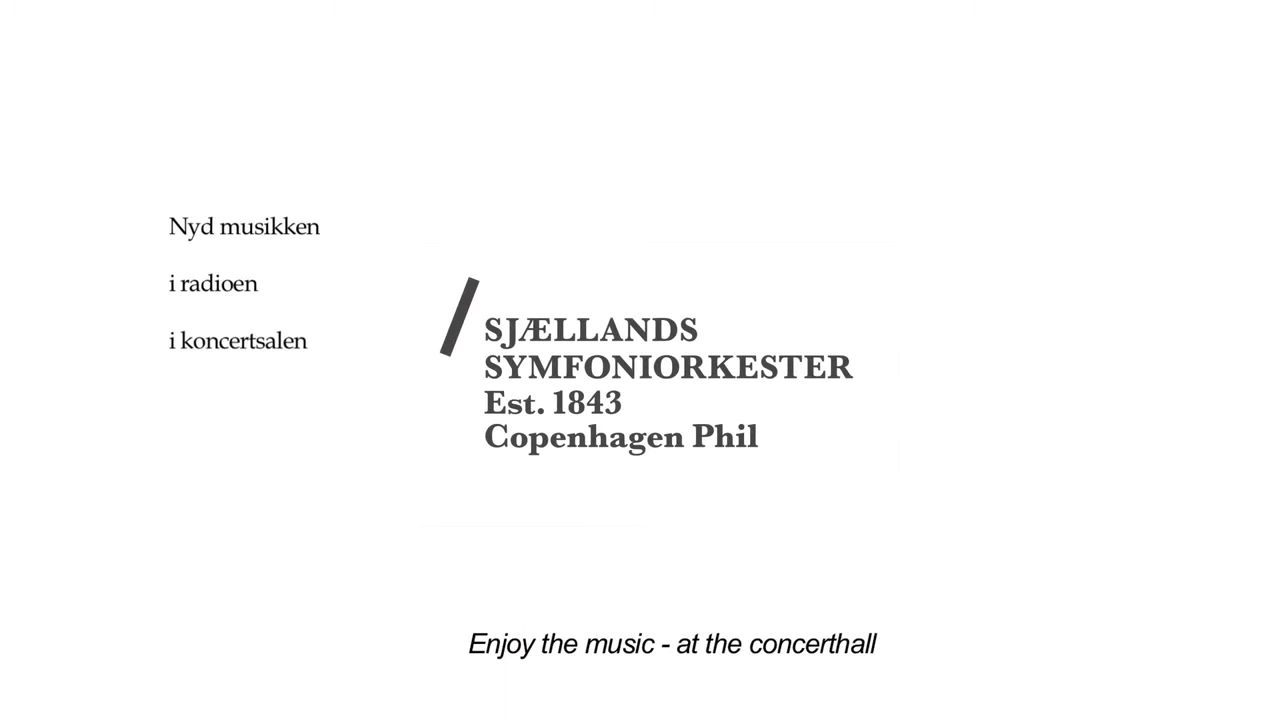 Nyd musikken
i radioen
i koncertsalen
SJÆLLANDS
SYMFONIORKESTER
Est. 1843
Copenhagen Phil
Enjoy the music - at the concerthall